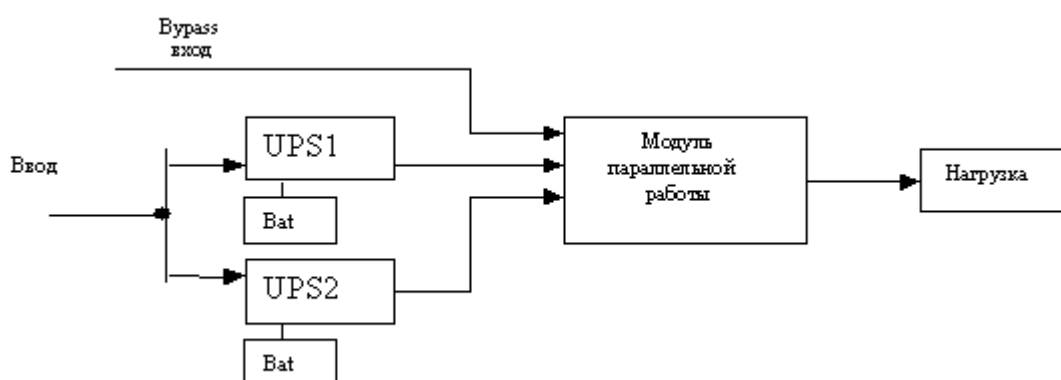 Bypass
вход
Ввод
UPS1
Bat
UPS2
Bat
Модуль
параллельной
работы
Нагрузка